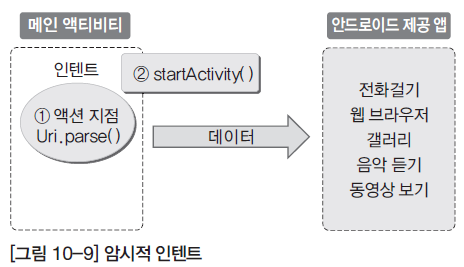 메인 액티비티
안드로이드 제공 앱
인텐트
② startActivity( )
① 액션 지점
Uri.parse( )
데이터
전화걸기
웹 브라우저
갤러리
음악 듣기
동영상 보기
[그림 10-9] 암시적 인텐트